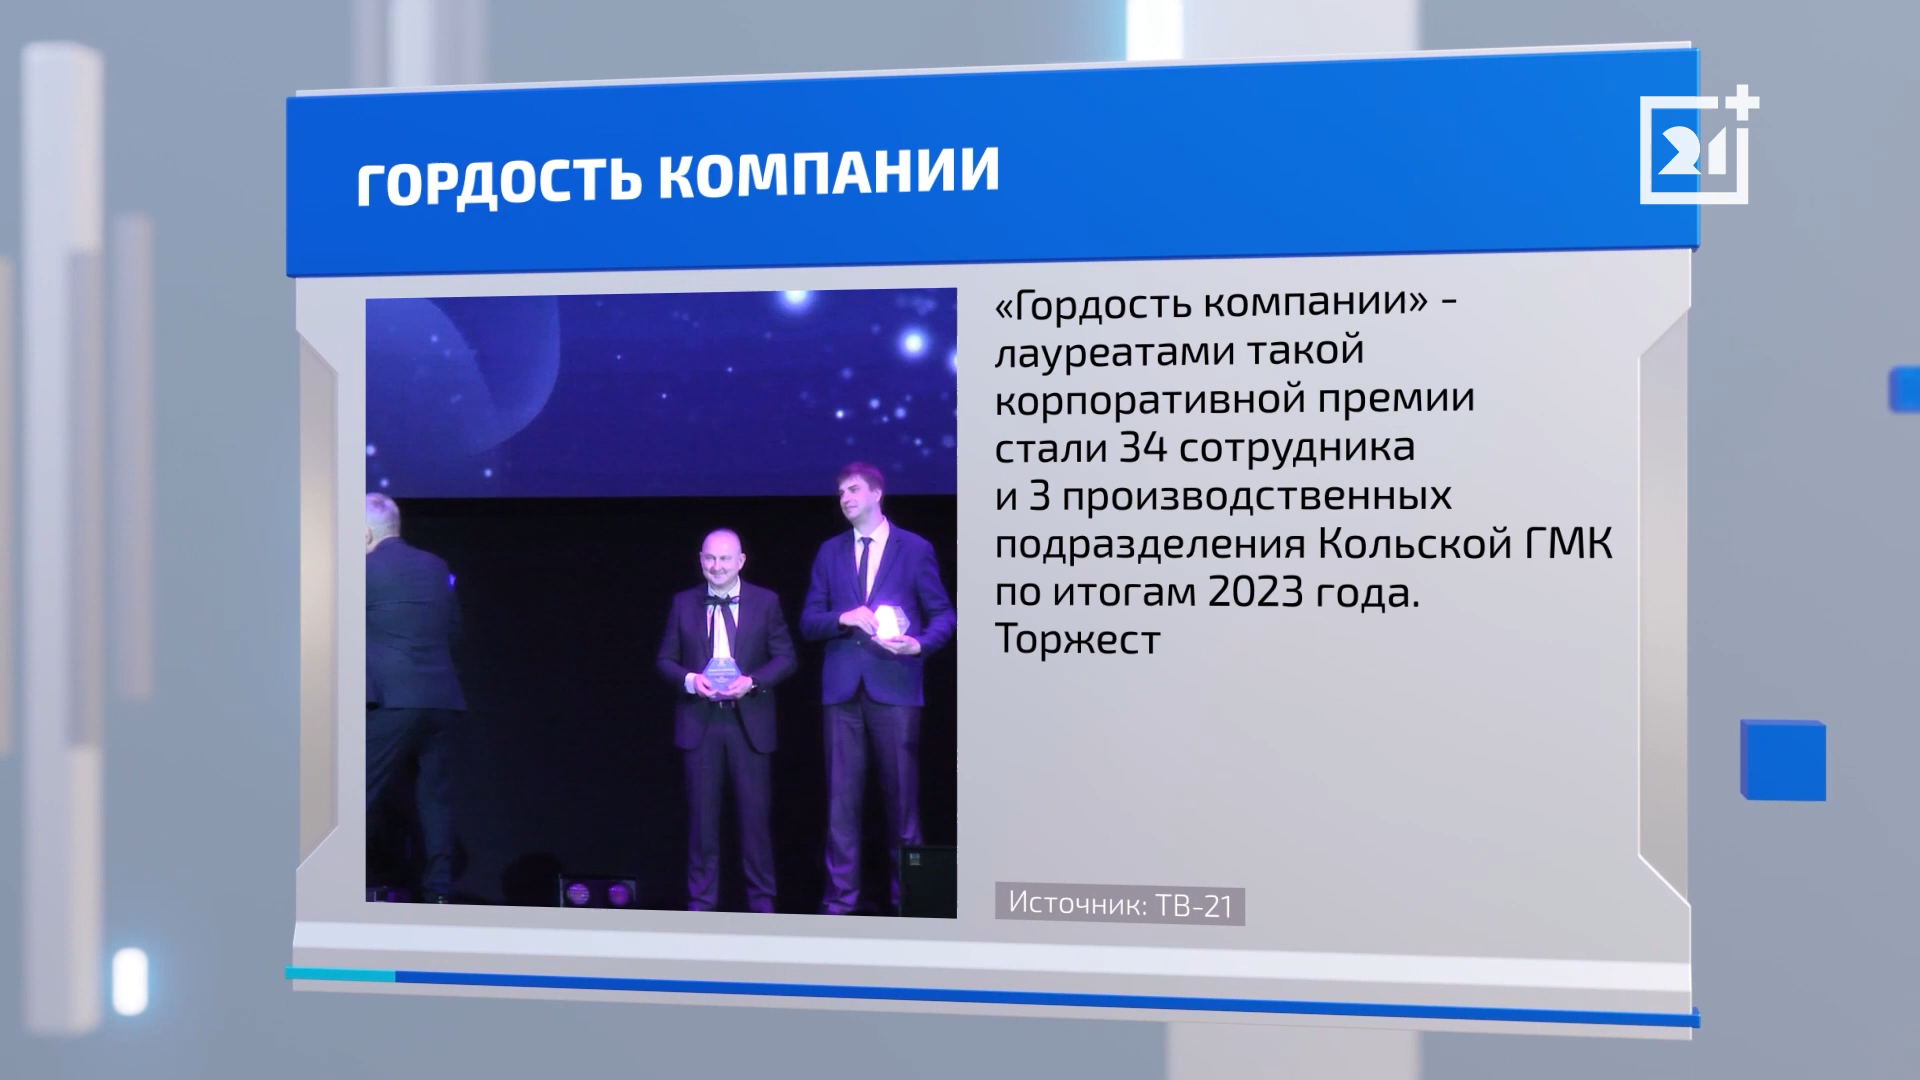 ГОРДОСТЬ КОМПАНИИ
21+
«Гордость компании» -
лауреатами такой
корпоративной премии
стали 34 сотрудника
и 3 производственных
подразделения Кольской ГМК
по итогам 2023 года.
Торжест
Источник: ТВ-21